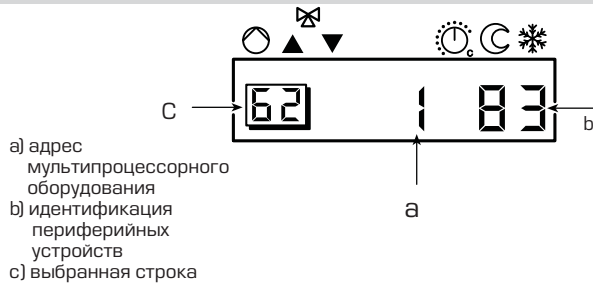 c
62 1 83
C
b
a
a) адрес
мультипроцессорного
оборудования
b) идентификация
периферийных
устройств
c) выбранная строка